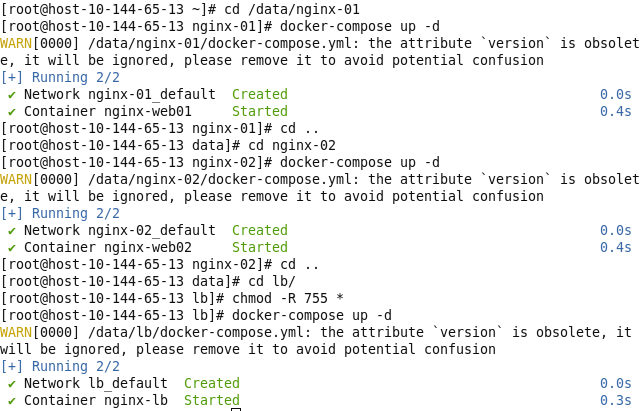 [root@host-10-144-65-13 ~]# cd /data/nginx-01
[root@host-10-144-65-13 nginx-01]# docker-compose up -d
WARN[0000] /data/nginx-01/docker-compose.yml: the attribute `version` is obsolet
e, it will be ignored, please remove it to avoid potential confusion
[+] Running 2/2
✔ Network nginx-01_default  Created 0.0s
✔ Container nginx-web01     Started 0.4s
[root@host-10-144-65-13 nginx-01]# cd ..
[root@host-10-144-65-13 data]# cd nginx-02
[root@host-10-144-65-13 nginx-02]# docker-compose up -d
WARN[0000] /data/nginx-02/docker-compose.yml: the attribute `version` is obsolet
e, it will be ignored, please remove it to avoid potential confusion
[+] Running 2/2
✔ Network nginx-02_default  Created 0.0s
✔ Container nginx-web02     Started 0.4s
[root@host-10-144-65-13 nginx-02]# cd ..
[root@host-10-144-65-13 data]# cd lb/
[root@host-10-144-65-13 lb]# chmod -R 755 *
[root@host-10-144-65-13 lb]# docker-compose up -d
WARN[0000] /data/lb/docker-compose.yml: the attribute `version` is obsolete, it
will be ignored, please remove it to avoid potential confusion
[+] Running 2/2
✔ Network lb_default  Created 0.0s
✔ Container nginx-lb  Started 0.3s